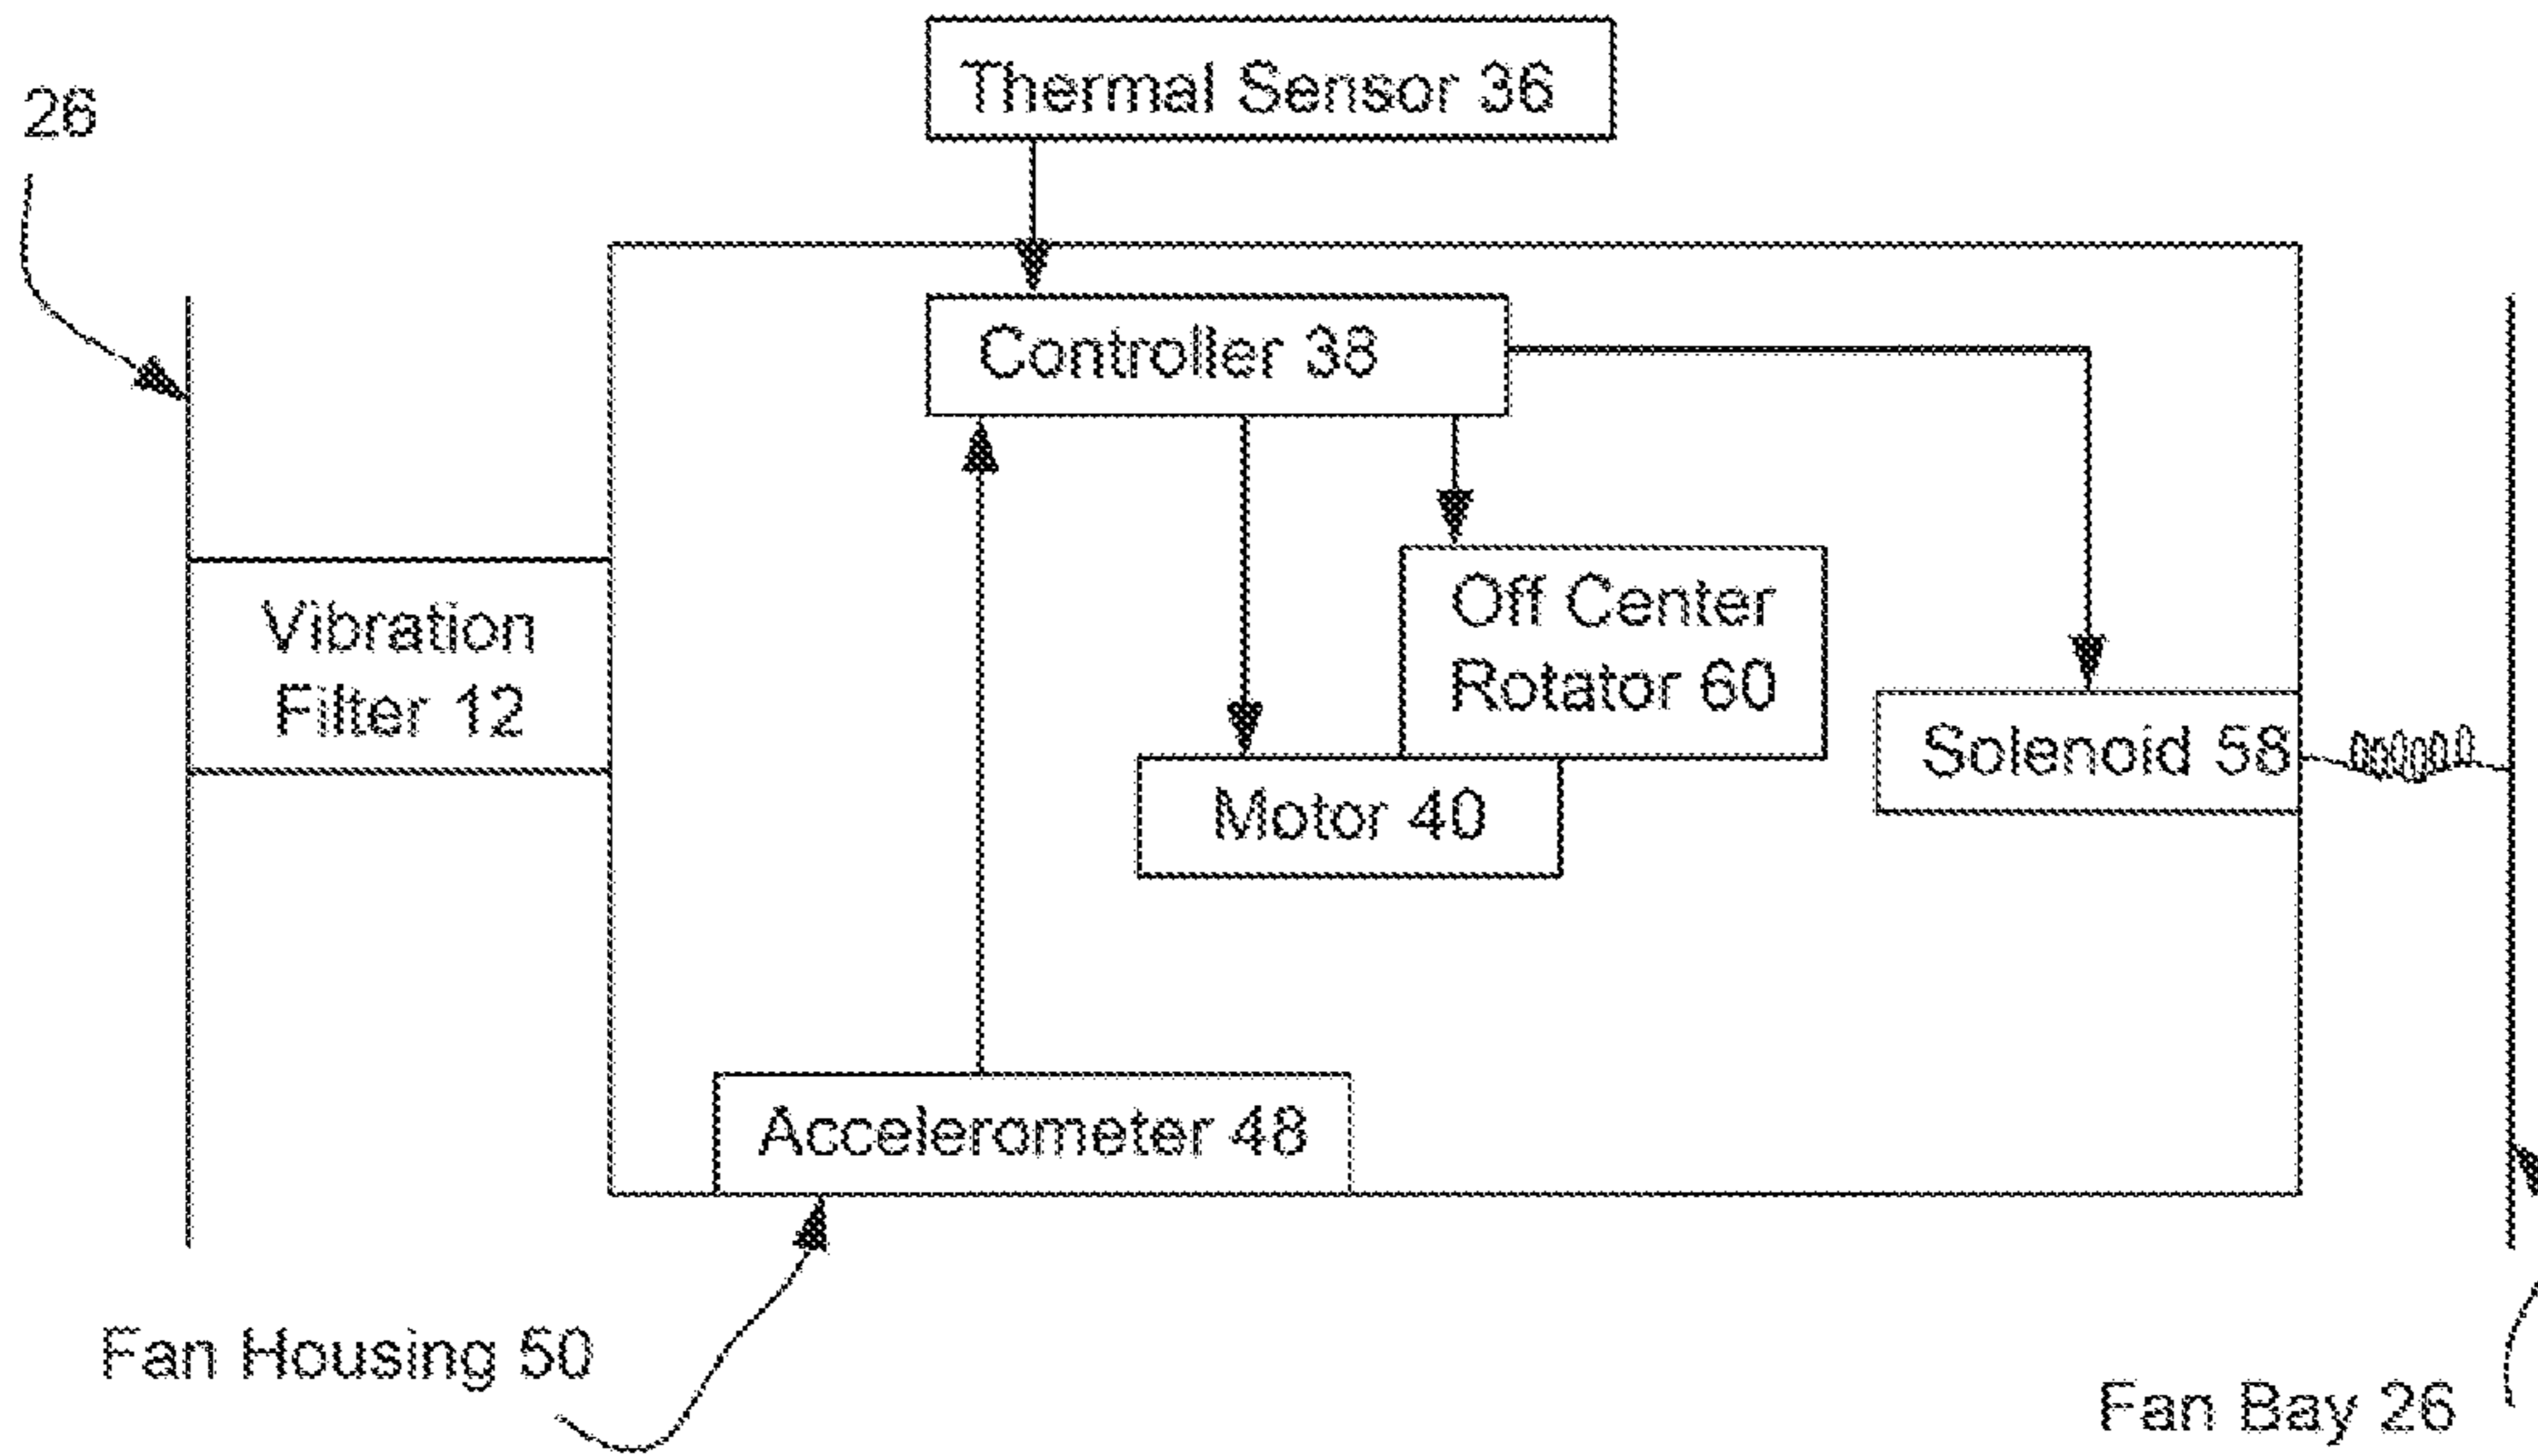 Thermal Sensor 36
26
Controller 38
Off Center
Rotator 60
Vibration
Filter 12
Solenoid 58
Motor 40
Accelerometer 48
Fan Housing 50
Fan Bay 26